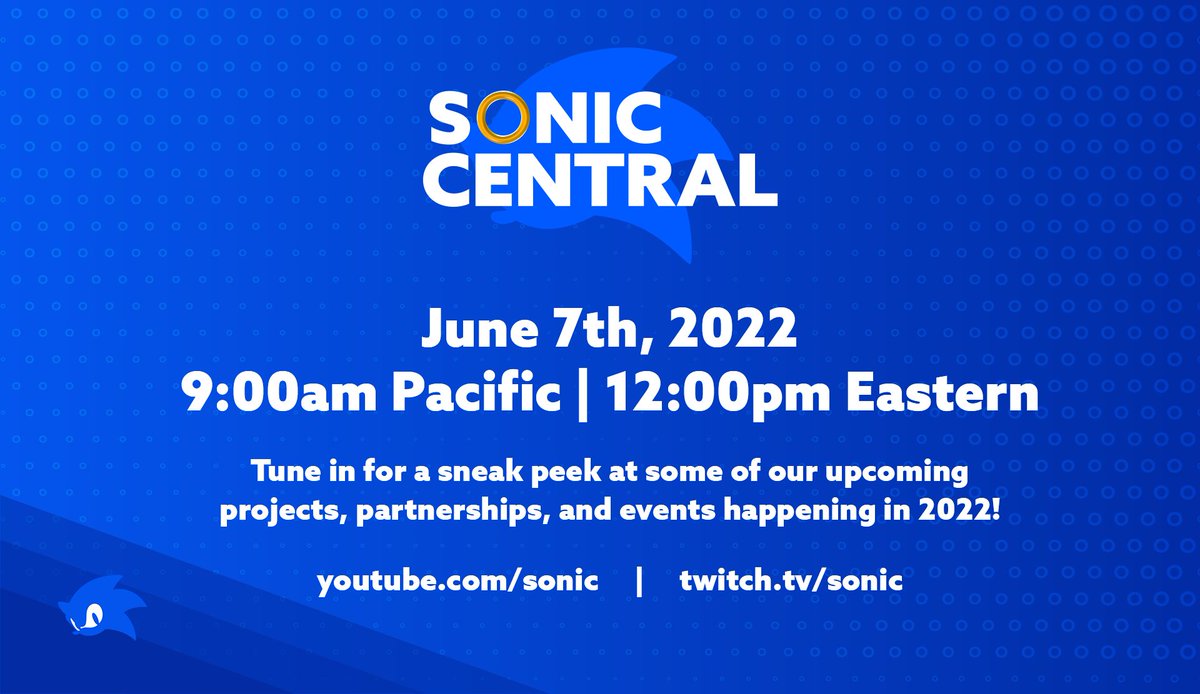 SONIC
CENTRAL
June 7th, 2022
9:00am Pacific | 12:00pm Eastern
Tune in for a sneak peek at some of our upcoming
projects, partnerships, and events happening in 2022!
youtube.com/sonic | twitch.tv/sonic